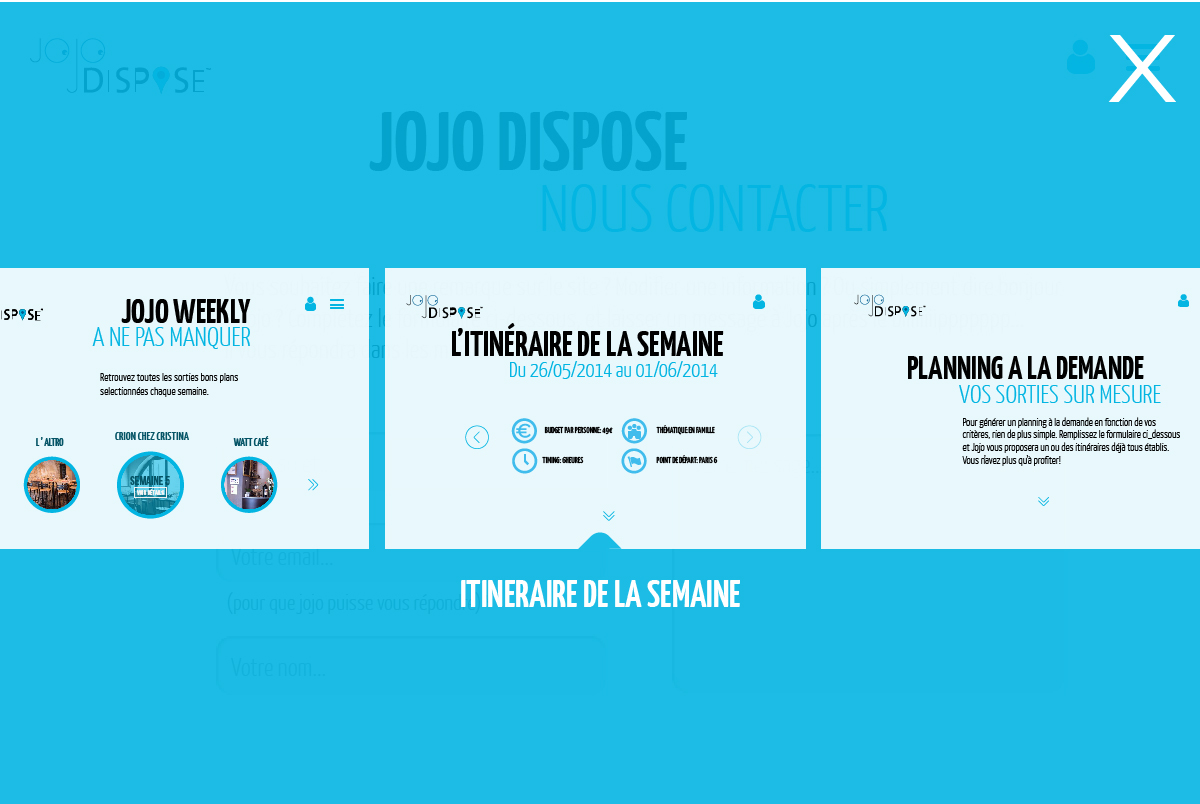 JOJO
DISPOSE
X
JOJO DISPOSE
NOUS CONTACTER
DISPOSE
JOJO WEEKLY
A NE PAS MANQUER
Retrouvez toutes les sorties bons plans
selectionnées chaque semaine.
L'ALTRO
CRION CHEZ CRISTINA
WATT CAFÉ
SEMAINE 5
JOJO
DISPOSE
L'ITINÉRAIRE DE LA SEMAINE
Du 26/05/2014 au 01/06/2014
BUDGET PAR PERSONNE: 49€
THÉMATIQUE EN FAMILLE
TIMING: 6HEURES
POINT DE DÉPART: PARIS 6
JOJO
DISPOSE
PLANNING A LA DEMANDE
VOS SORTIES SUR MESURE
Pour générer un planning à la demande en fonction de vos
critères, rien de plus simple. Remplissez le formulaire ci_dessous
et Jojo vous proposera un ou des itinéraires déjà tous établis.
Vous n'avez plus qu'à profiter!
Votre email...
ITINERAIRE DE LA SEMAINE
(pour que jojo puisse vous répondre)
Votre nom...